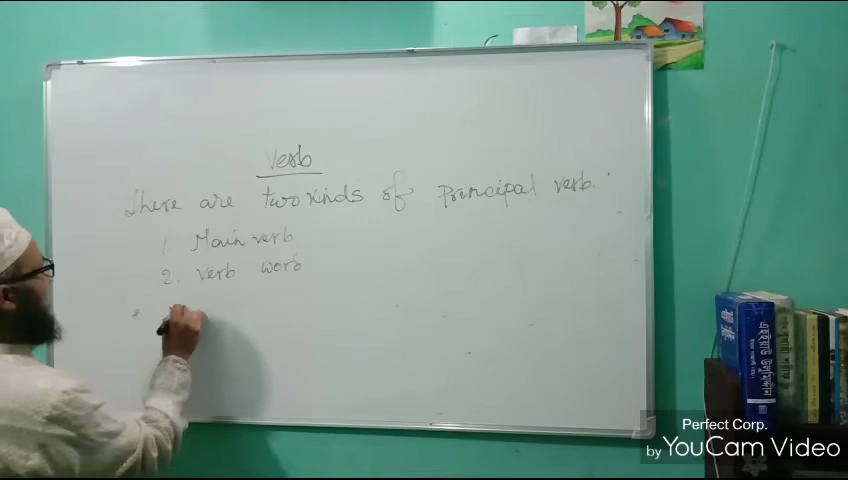 Verb
There are two kinds of Principal verb.
1. Main verb
2. verb word
*
Perfect Corp.
by YouCam Video